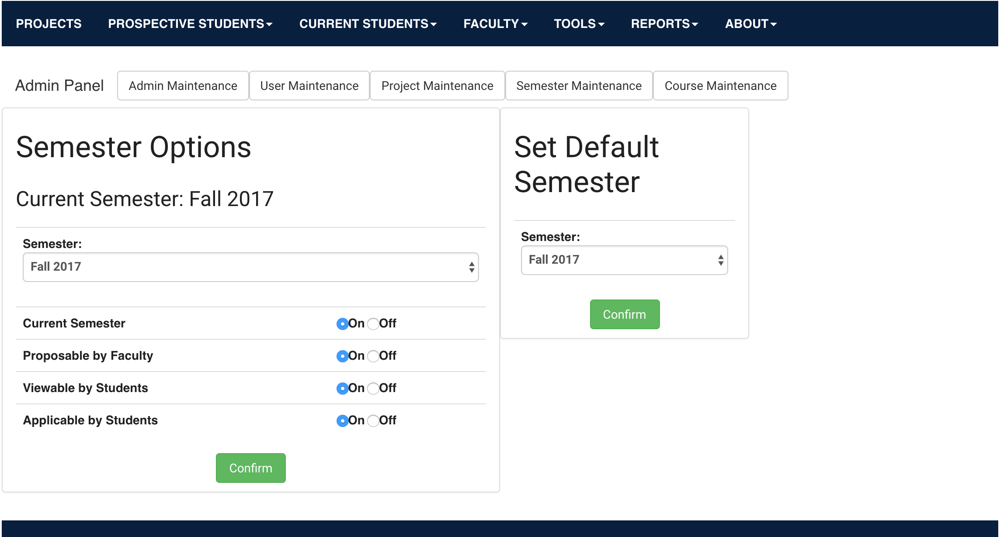 PROJECTS PROSPECTIVE STUDENTS CURRENT STUDENTS FACULTY TOOLS REPORTS ABOUT
Admin Panel Admin Maintenance User Maintenance Project Maintenance Semester Maintenance Course Maintenance
Semester Options
Current Semester: Fall 2017
Semester:
Fall 2017
Current Semester On Off
Proposable by Faculty On Off
Viewable by Students On Off
Applicable by Students On Off
Confirm
Set Default
Semester
Semester:
Fall 2017
Confirm